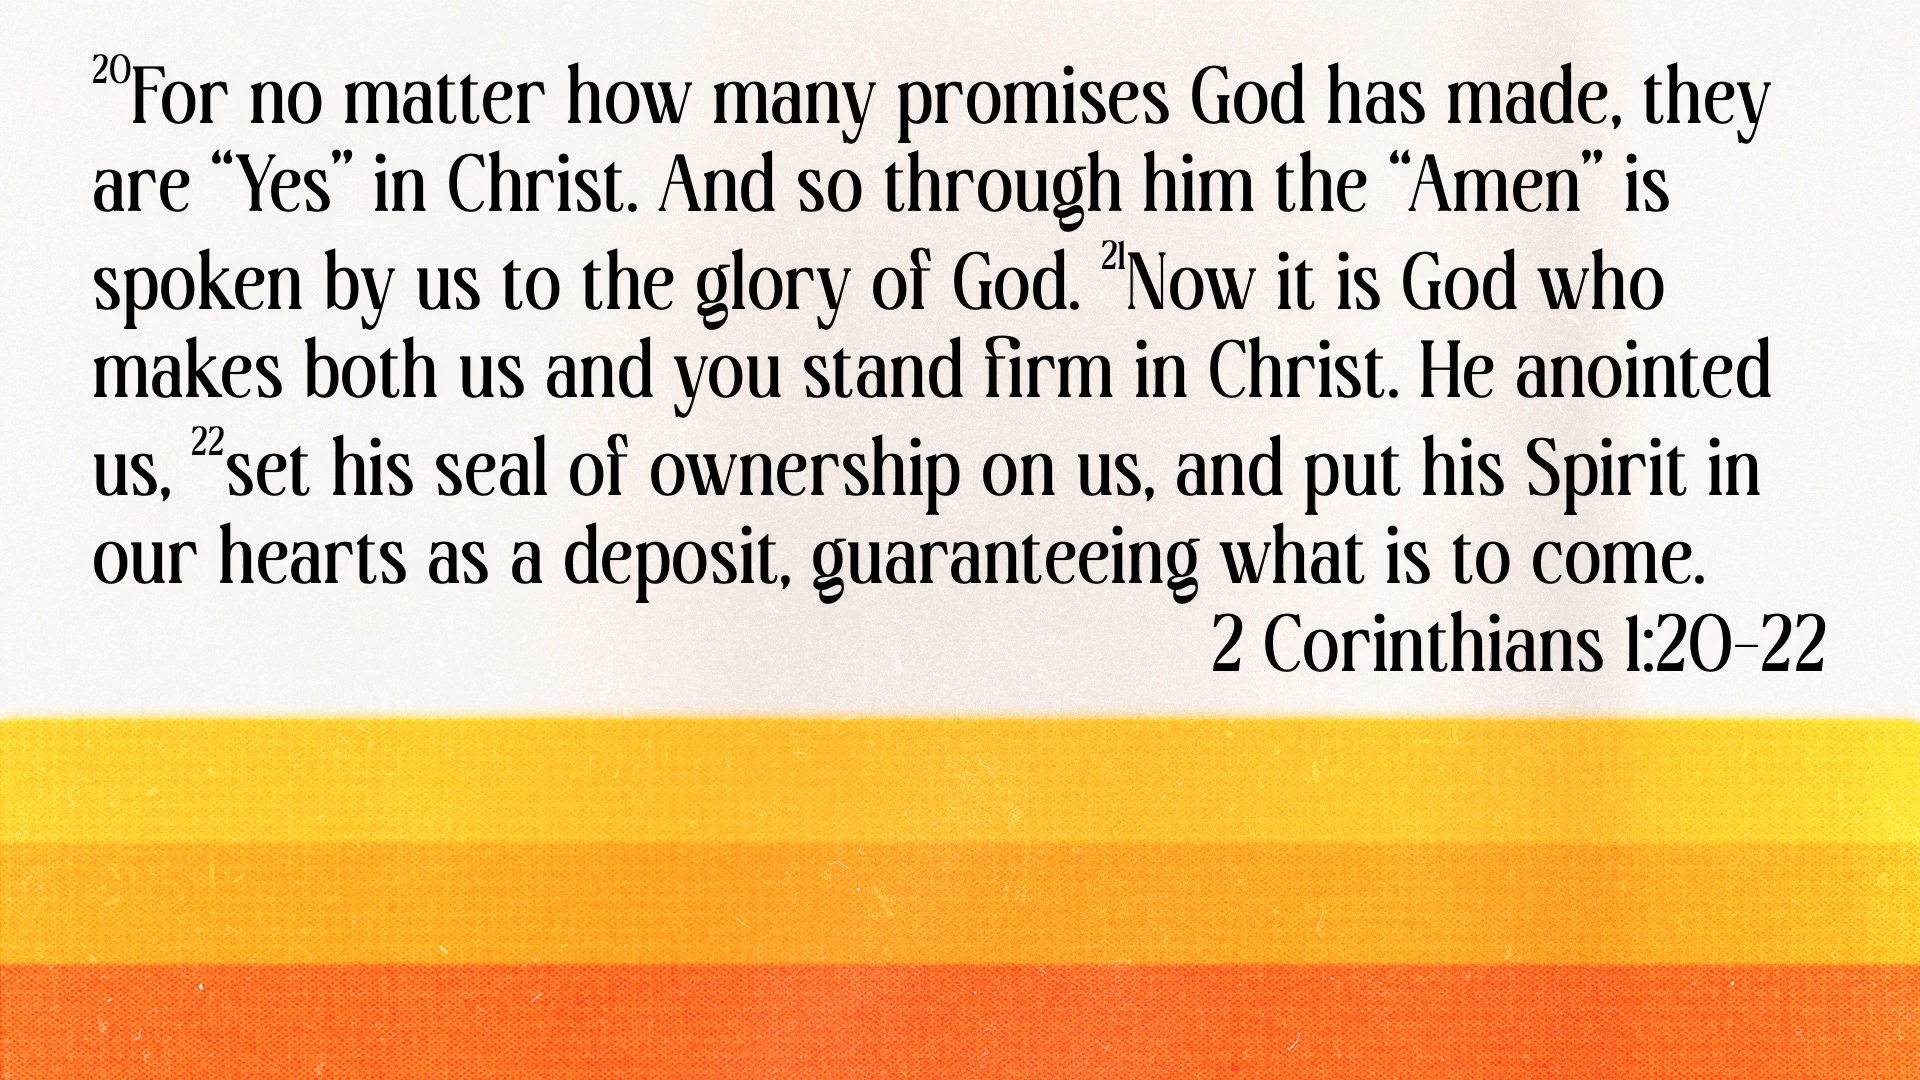 ²⁰For no matter how many promises God has made, they
are “Yes” in Christ. And so through him the “Amen” is
spoken by us to the glory of God. ²¹Now it is God who
makes both us and you stand firm in Christ. He anointed
us, ²²set his seal of ownership on us, and put his Spirit in
our hearts as a deposit, guaranteeing what is to come.
2 Corinthians 1:20–22